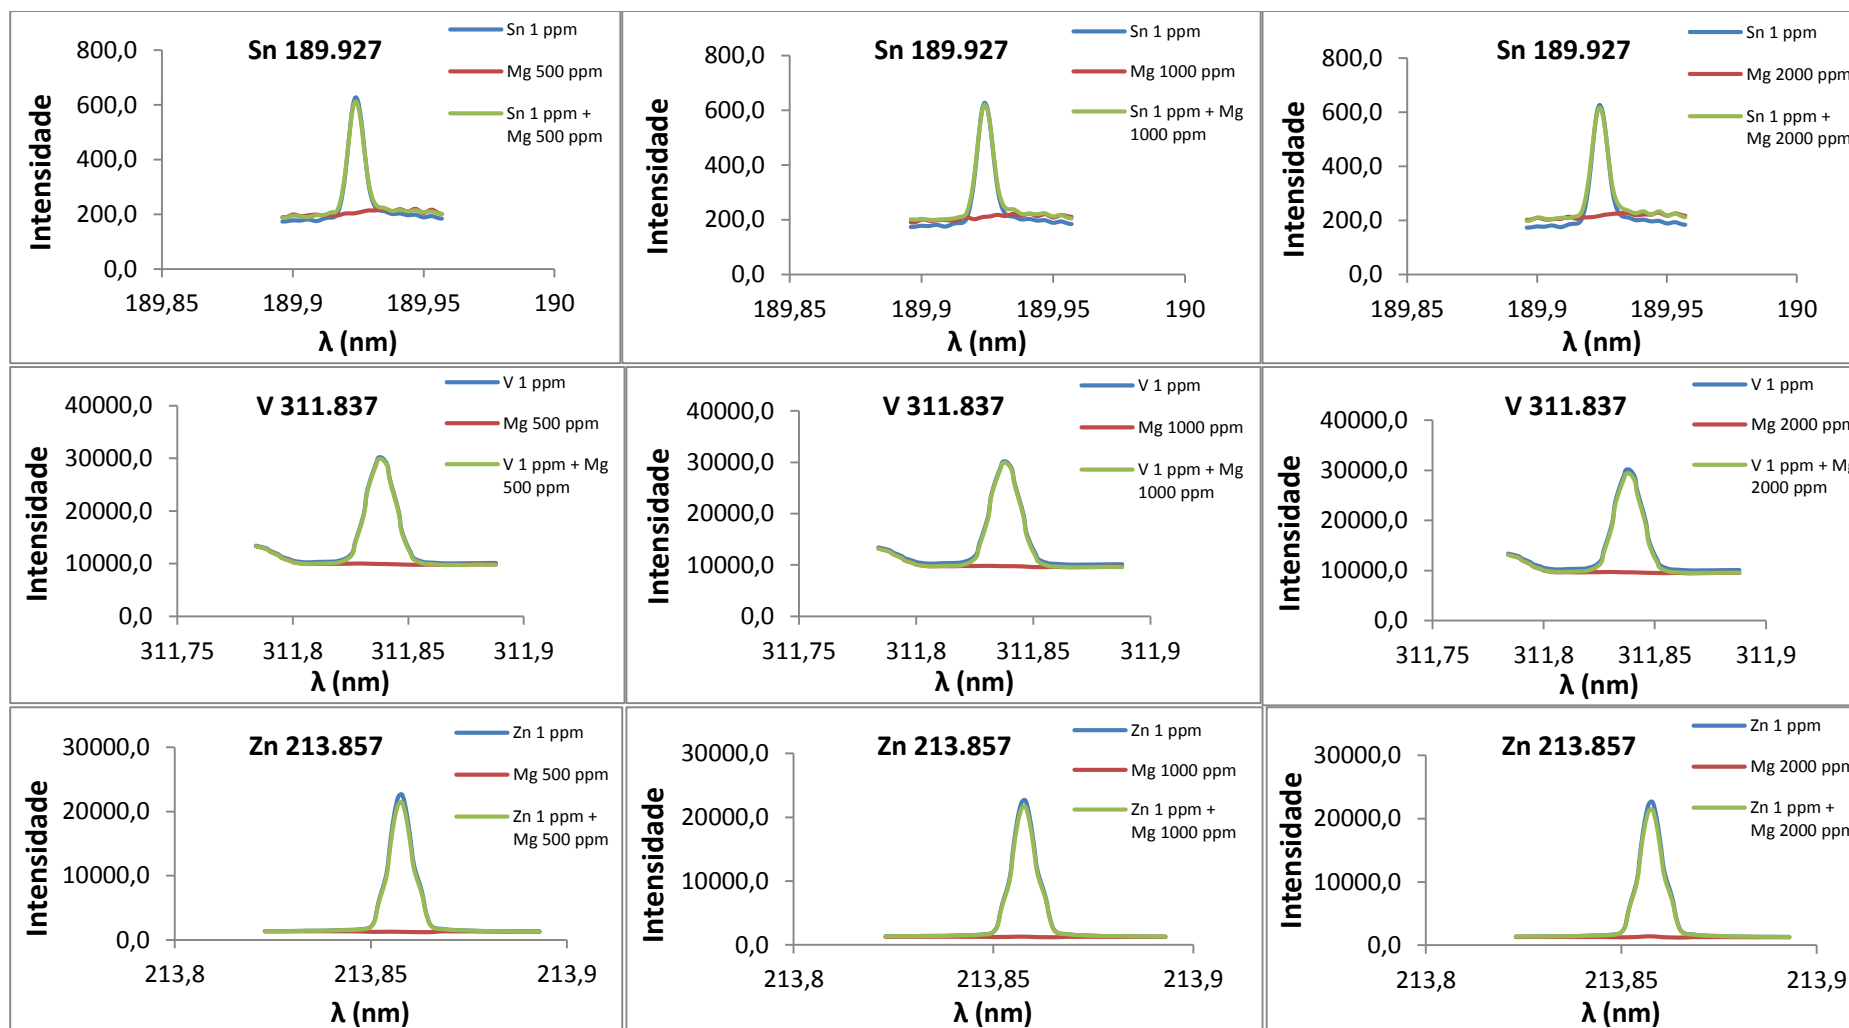 Sn 189.927
Sn 1 ppm
Mg 500 ppm
Sn 1 ppm +
Mg 500 ppm
Intensidade
800,0
600,0
400,0
200,0
0,0
189,85
189,9
189,95
190
λ (nm)
Sn 189.927
Sn 1 ppm
Mg 1000 ppm
Sn 1 ppm + Mg
1000 ppm
Intensidade
800,0
600,0
400,0
200,0
0,0
189,85
189,9
189,95
190
λ (nm)
Sn 189.927
Sn 1 ppm
Mg 2000 ppm
Sn 1 ppm +
Mg 2000 ppm
Intensidade
800,0
600,0
400,0
200,0
0,0
189,85
189,9
189,95
190
λ (nm)
V 311.837
V 1 ppm
Mg 500 ppm
V 1 ppm + Mg
500 ppm
Intensidade
40000,0
30000,0
20000,0
10000,0
0,0
311,75
311,8
311,85
311,9
λ (nm)
V 311.837
V 1 ppm
Mg 1000 ppm
V 1 ppm + Mg
1000 ppm
Intensidade
40000,0
30000,0
20000,0
10000,0
0,0
311,75
311,8
311,85
311,9
λ (nm)
V 311.837
V 1 ppm
Mg 2000 ppm
V 1 ppm + Mg
2000 ppm
Intensidade
40000,0
30000,0
20000,0
10000,0
0,0
311,75
311,8
311,85
311,9
λ (nm)
Zn 213.857
Zn 1 ppm
Mg 500 ppm
Zn 1 ppm +
Mg 500 ppm
Intensidade
30000,0
20000,0
10000,0
0,0
213,8
213,85
213,9
λ (nm)
Zn 213.857
Zn 1 ppm
Mg 1000 ppm
Zn 1 ppm +
Mg 1000 ppm
Intensidade
30000,0
20000,0
10000,0
0,0
213,8
213,85
213,9
λ (nm)
Zn 213.857
Zn 1 ppm
Mg 2000 ppm
Zn 1 ppm +
Mg 2000 ppm
Intensidade
30000,0
20000,0
10000,0
0,0
213,8
213,85
213,9
λ (nm)